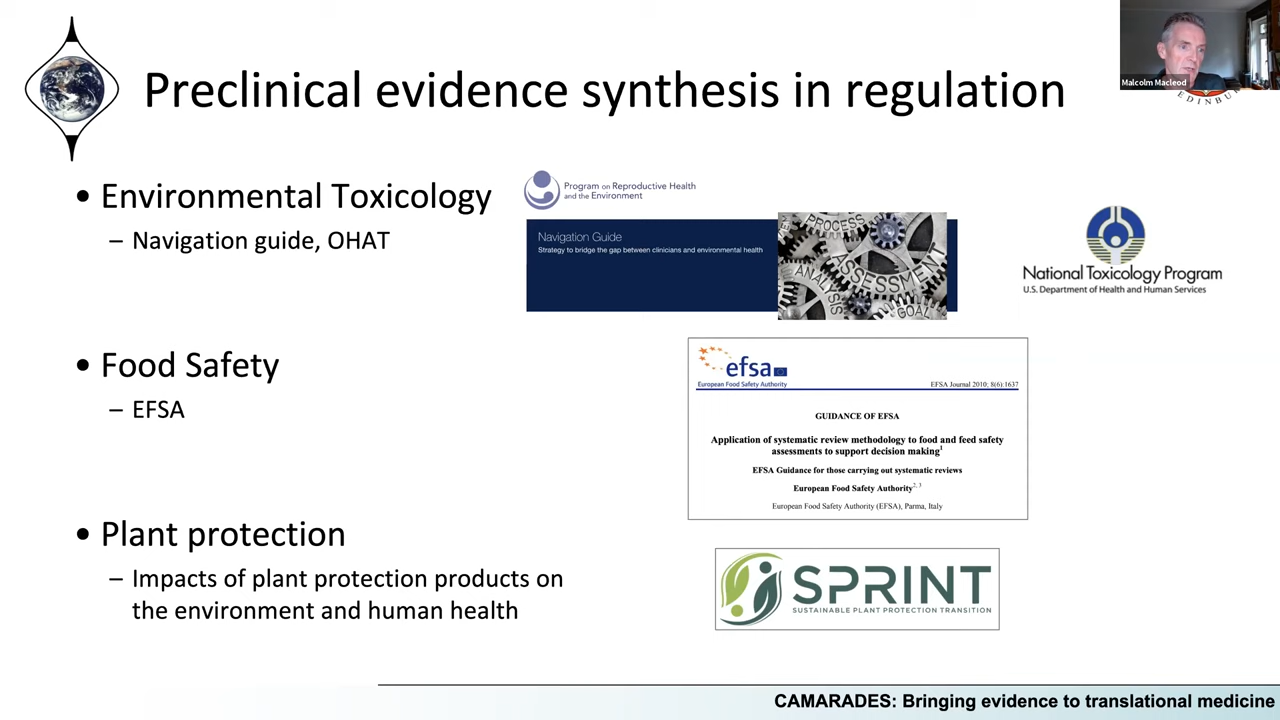 Malcolm Macleod
EDINBUR
Preclinical evidence synthesis in regulation
• Environmental Toxicology
– Navigation guide, OHAT
Program on Reproductive Health
and the Environment
Navigation Guide
Strategy to bridge the gap between clinicians and environmental health
PROCESS
ASSESSMENT
ANALYSIS
GOAL
National Toxicology Program
U.S. Department of Health and Human Services
• Food Safety
– EFSA
efsa
European Food Safety Authority
EFSA Journal 2010; 8(6):1637
GUIDANCE OF EFSA
Application of systematic review methodology to food and feed safety
assessments to support decision making1
EFSA Guidance for those carrying out systematic reviews
European Food Safety Authority2, 3
European Food Safety Authority (EFSA), Parma, Italy
• Plant protection
– Impacts of plant protection products on
the environment and human health
SPRINT
SUSTAINABLE PLANT PROTECTION TRANSITION
CAMARADES: Bringing evidence to translational medicine